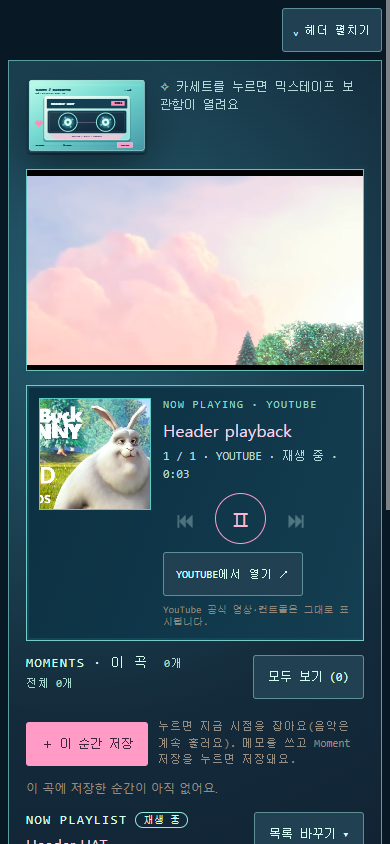 ⌄ 헤더 펼치기
✧ 카세트를 누르면 믹스테이프 보
관함이 열려요
Buck
NNY
NOW PLAYING · YOUTUBE
Header playback
1 / 1 · YOUTUBE · 재생 중 ·
0:03
YOUTUBE에서 열기 ↗
YouTube 공식 영상·컨트롤은 그대로 표
시됩니다.
MOMENTS · 이 곡 0개
전체 0개
모두 보기 (0)
+ 이 순간 저장
누르면 지금 시점을 잡아요(음악은
계속 흘러요). 메모를 쓰고 Moment
저장을 누르면 저장돼요.
이 곡에 저장한 순간이 아직 없어요.
NOW PLAYLIST 재생 중
목록 바꾸기 ▾
Header UAT